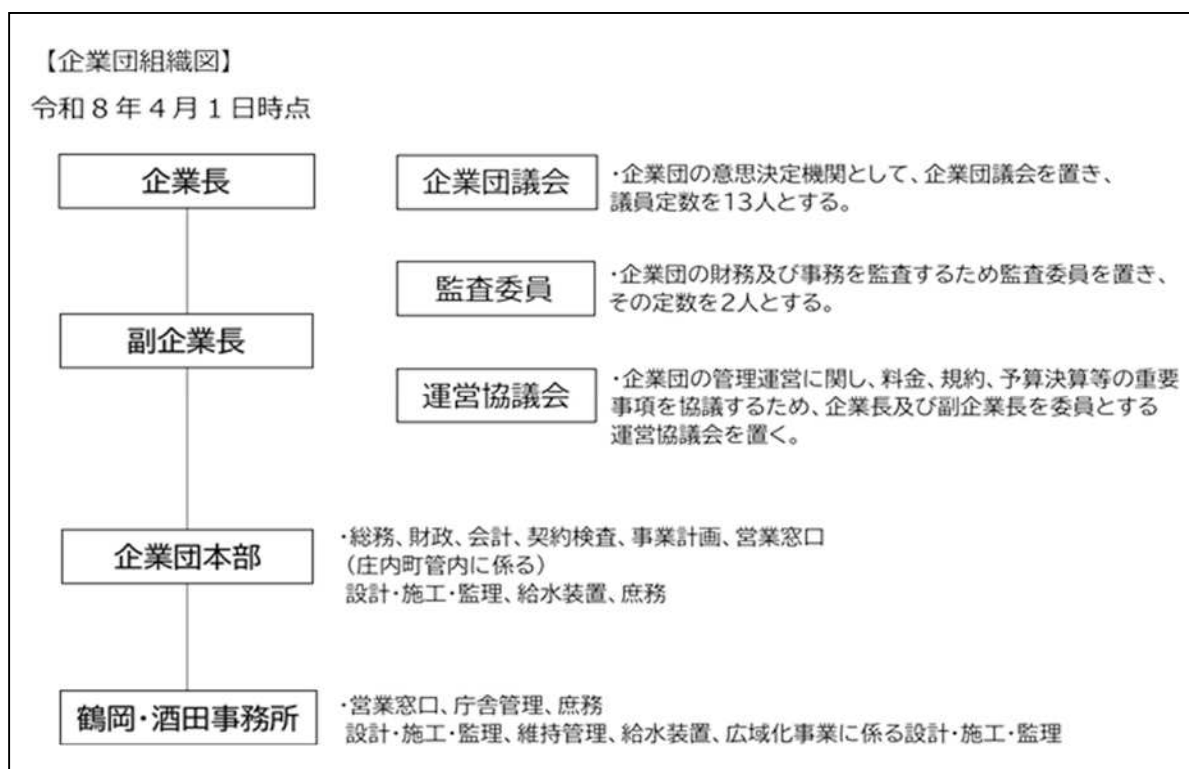 【企業団組織図】
令和8年4月1日時点
企業長
企業団議会
・企業団の意思決定機関として、企業団議会を置き、
議員定数を13人とする。
監査委員
・企業団の財務及び事務を監査するため監査委員を置き、
その定数を2人とする。
副企業長
運営協議会
・企業団の管理運営に関し、料金、規約、予算決算等の重要
事項を協議するため、企業長及び副企業長を委員とする
運営協議会を置く。
企業団本部
・総務、財政、会計、契約検査、事業計画、営業窓口
(庄内町管内に係る)
設計・施工・監理、給水装置、庶務
鶴岡・酒田事務所
・営業窓口、庁舎管理、庶務
設計・施工・監理、維持管理、給水装置、広域化事業に係る設計・施工・監理